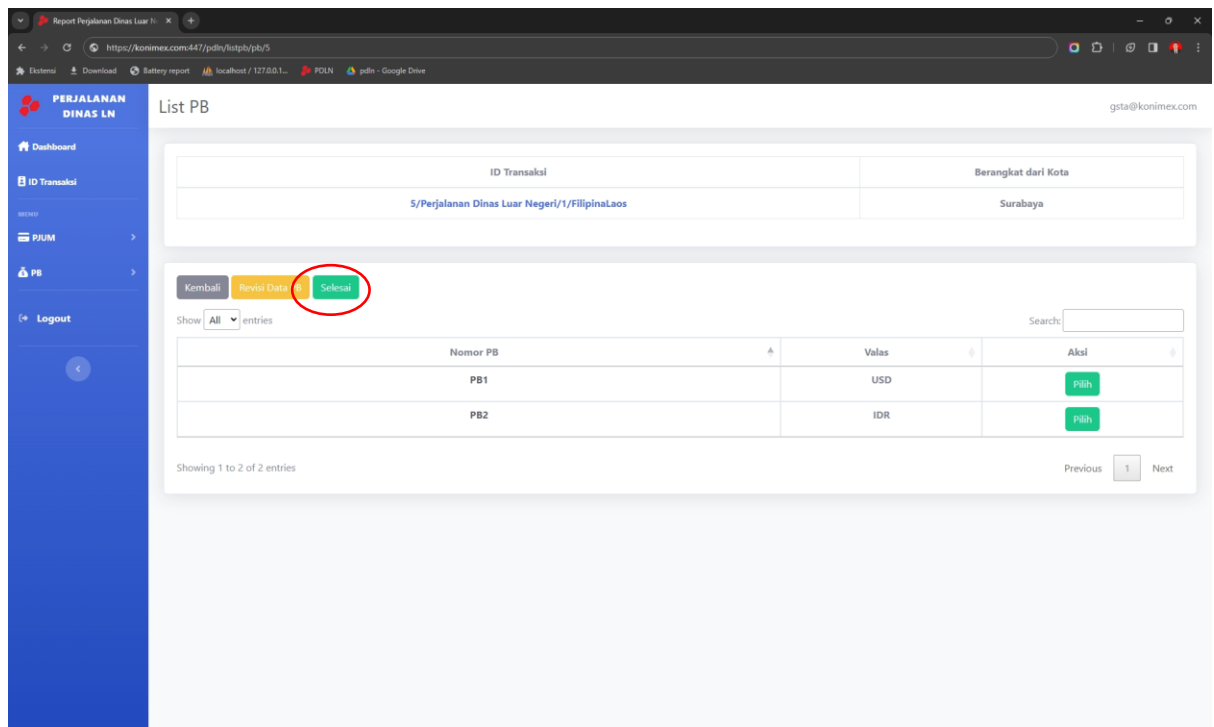 Report Perjalanan Dinas Luar N
https://konimex.com:447/pdln/listpb/pb/5
Ekstensi Download Battery report localhost / 127.0.0.1... PDLN pdln - Google Drive
PERJALANAN
DINAS LN
List PB
gsta@konimex.com
Dashboard
ID Transaksi
MENU
PJUM
PB
Logout
ID Transaksi Berangkat dari Kota
5/Perjalanan Dinas Luar Negeri/1/FilipinaLaos Surabaya
Kembali Revisi Data PB Selesai
Show All entries Search:
Nomor PB Valas Aksi
PB1 USD Pilih
PB2 IDR Pilih
Showing 1 to 2 of 2 entries Previous 1 Next